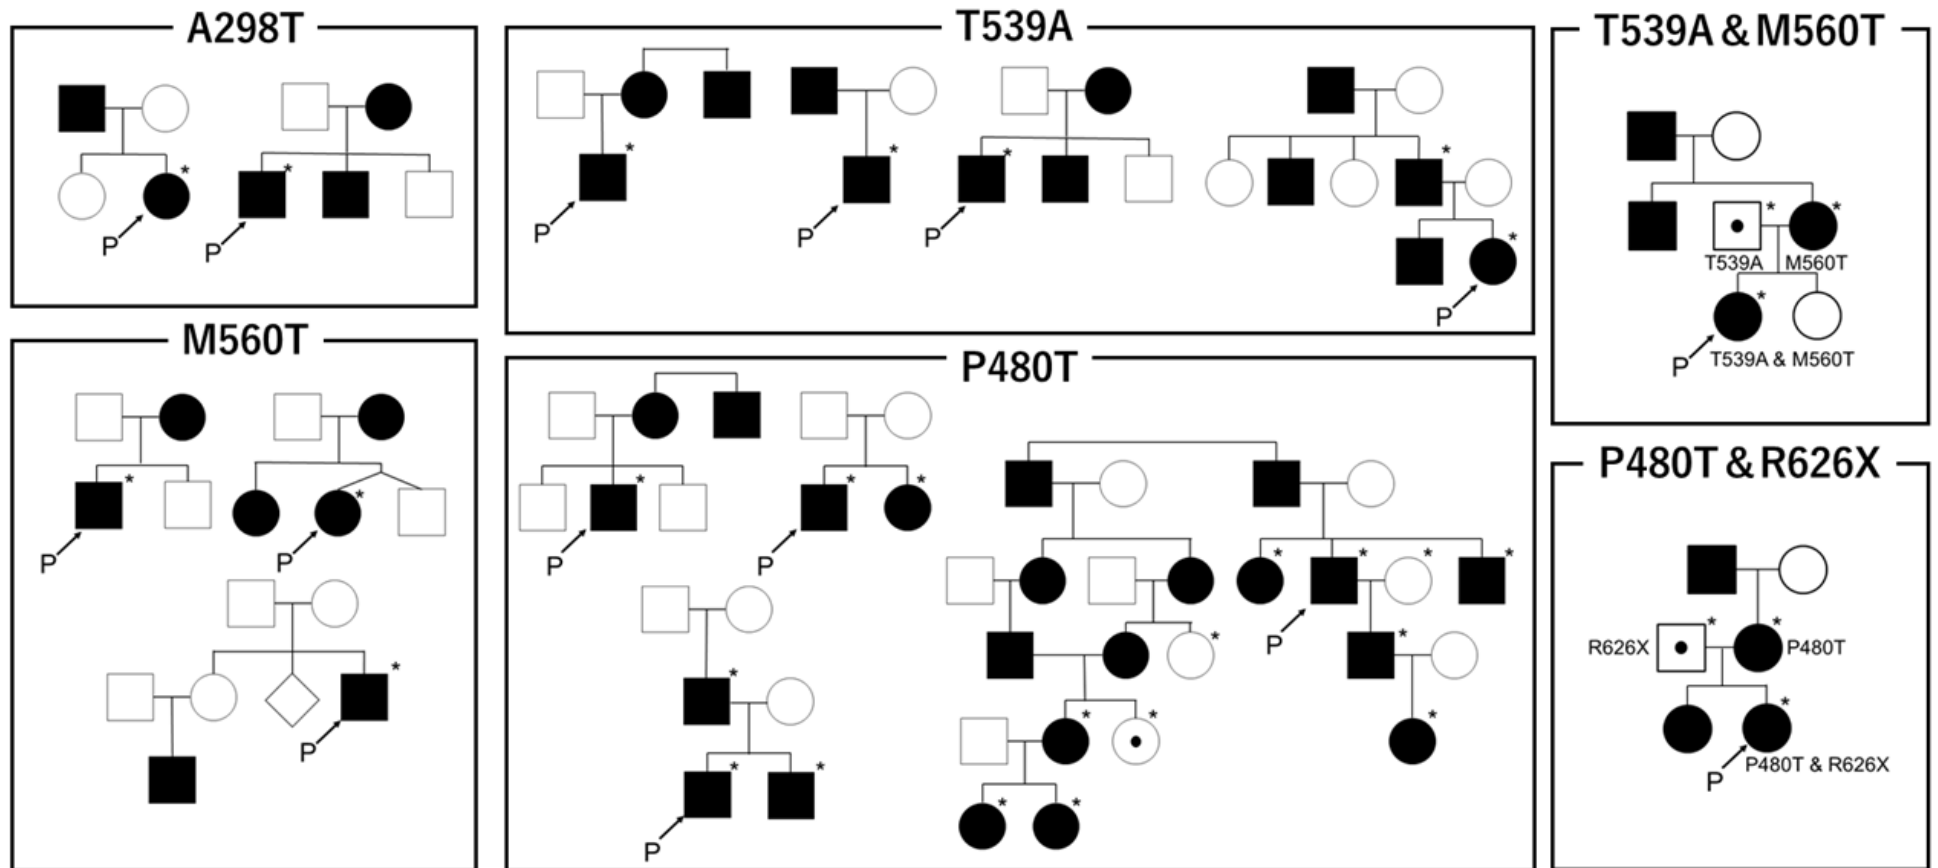 A298T
* *
P P
T539A
* * * * *
P P P P
T539A & M560T
* *
T539A M560T
*
P T539A & M560T
M560T
* *
P P
*
P
P480T
* * *
P P
* * * *
P
* *
* *
* *
P
* *
*
* *
P480T & R626X
* *
R626X P480T
*
P P480T & R626X